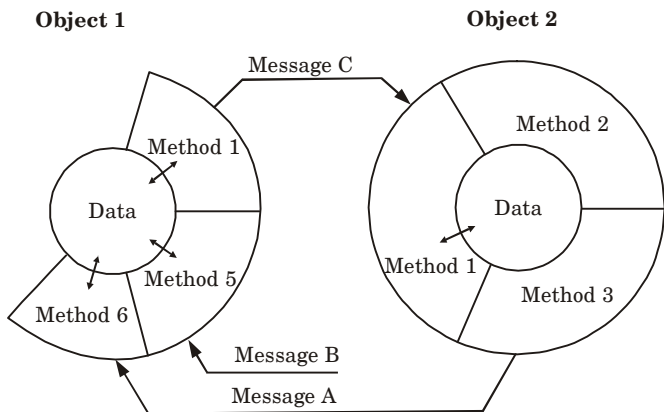 Object 1
Object 2
Message C
Method 1
Method 2
Data
Data
Method 1
Method 5
Method 6
Method 3
Message B
Message A